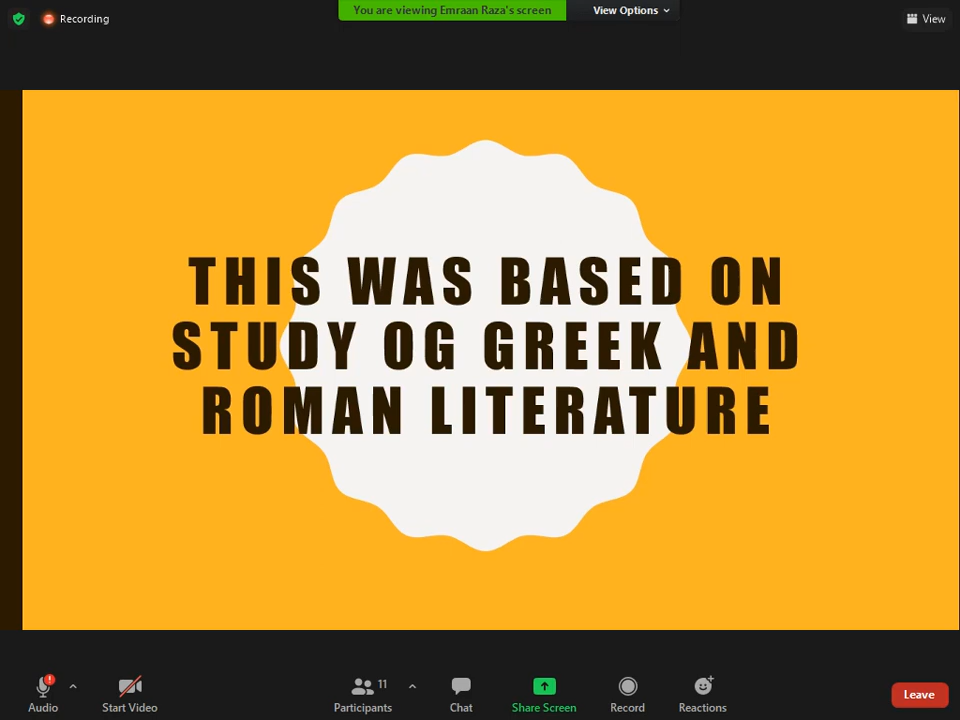 Recording
You are viewing Emraan Raza's screen
View Options
View
THIS WAS BASED ON
STUDY OG GREEK AND
ROMAN LITERATURE
Audio
Start Video
11
Participants
Chat
Share Screen
Record
Reactions
Leave